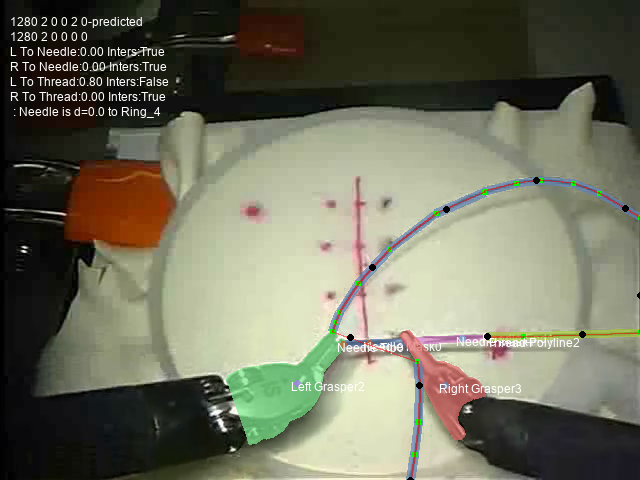 1280 2 0 0 2 0-predicted
1280 2 0 0 0 0
L To Needle:0.00 Inters:True
R To Needle:0.00 Inters:True
L To Thread:0.80 Inters:False
R To Thread:0.00 Inters:True
: Needle is d=0.0 to Ring_4
Left Grasper2
Right Grasper3